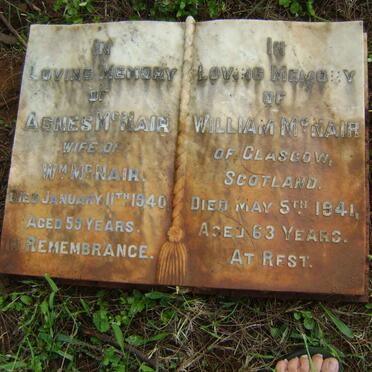 IN
LOVING MEMORY
OF
AGNES McNAIR
WIFE OF
Wm McNAIR.
DIED JANUARY 11TH 1940
AGED 59 YEARS.
IN REMEMBRANCE.
IN
LOVING MEMORY
OF
WILLIAM McNAIR
OF GLASGOW,
SCOTLAND.
DIED MAY 5TH 1941,
AGED 63 YEARS.
AT REST.